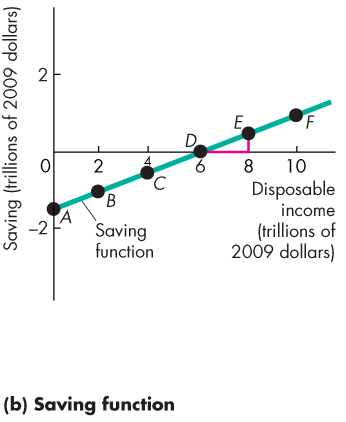 Saving (trillions of 2009 dollars)
2
0
–2
2
4
6
8
10
A
B
C
D
E
F
Saving
function
Disposable
income
(trillions of
2009 dollars)
(b) Saving function